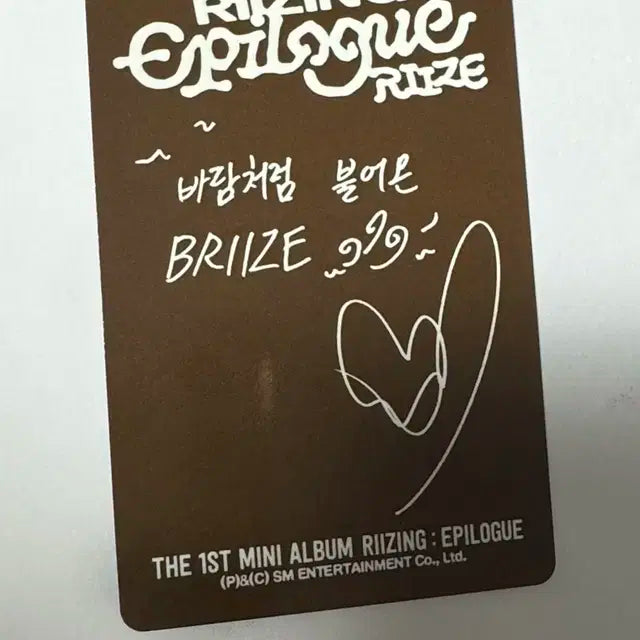 RIIZING
Epilogue
RIIZE
바람처럼 불어온
BRIIZE
THE 1ST MINI ALBUM RIIZING : EPILOGUE
(P)&(C) SM ENTERTAINMENT Co., Ltd.